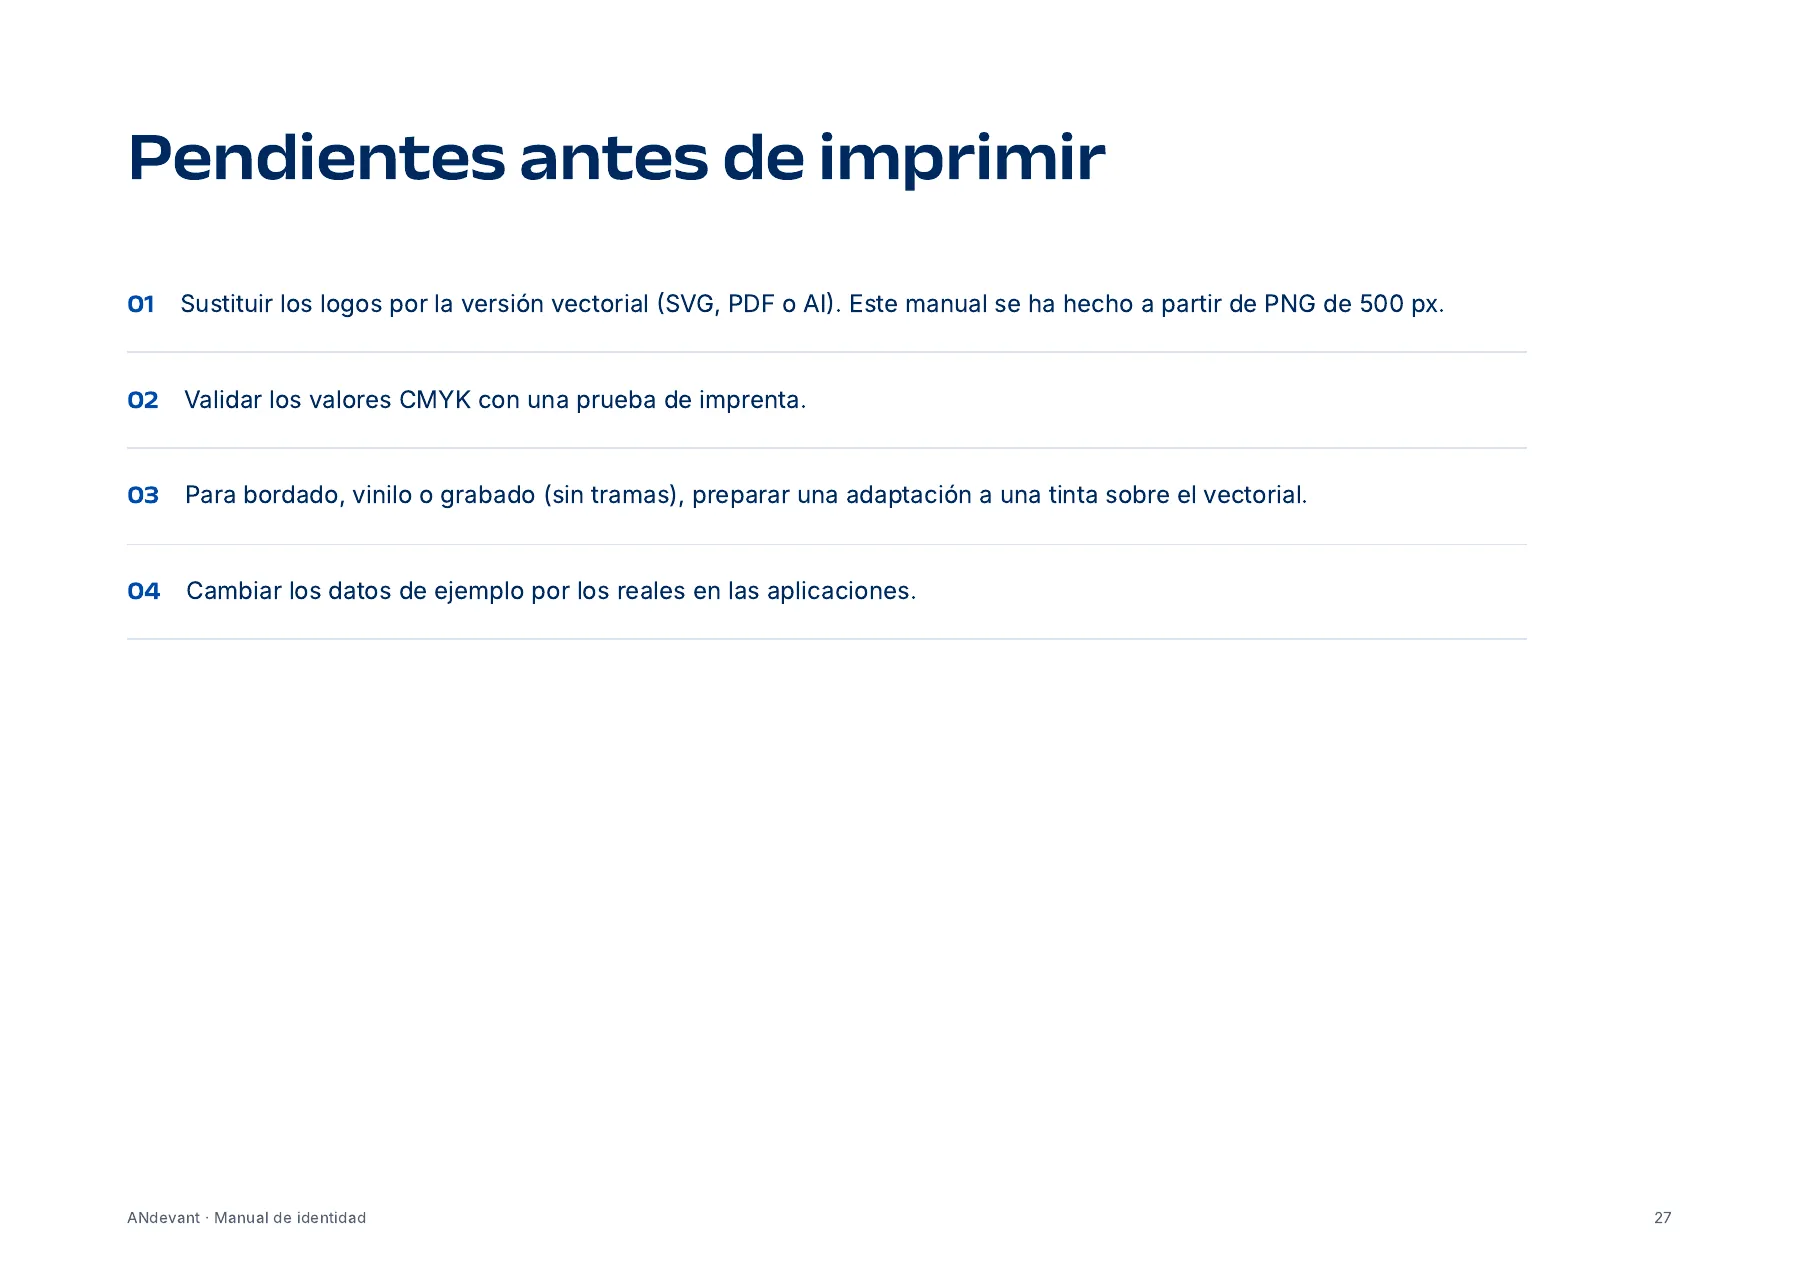 Pendientes antes de imprimir
01 Sustituir los logos por la versión vectorial (SVG, PDF o AI). Este manual se ha hecho a partir de PNG de 500 px.
02 Validar los valores CMYK con una prueba de imprenta.
03 Para bordado, vinilo o grabado (sin tramas), preparar una adaptación a una tinta sobre el vectorial.
04 Cambiar los datos de ejemplo por los reales en las aplicaciones.
ANdevant · Manual de identidad 27